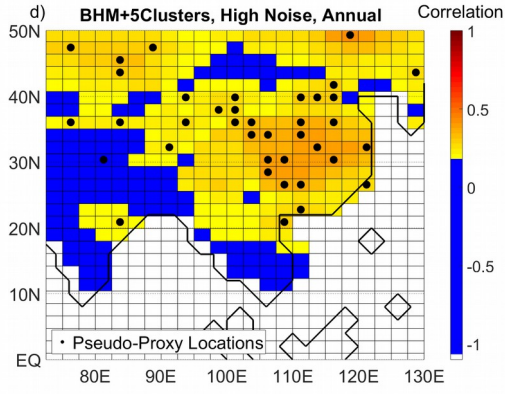 d)
BHM+5Clusters, High Noise, Annual
Correlation
50N
40N
30N
20N
10N
EQ
80E 90E 100E 110E 120E 130E
• Pseudo-Proxy Locations
1
0.5
0
-0.5
-1